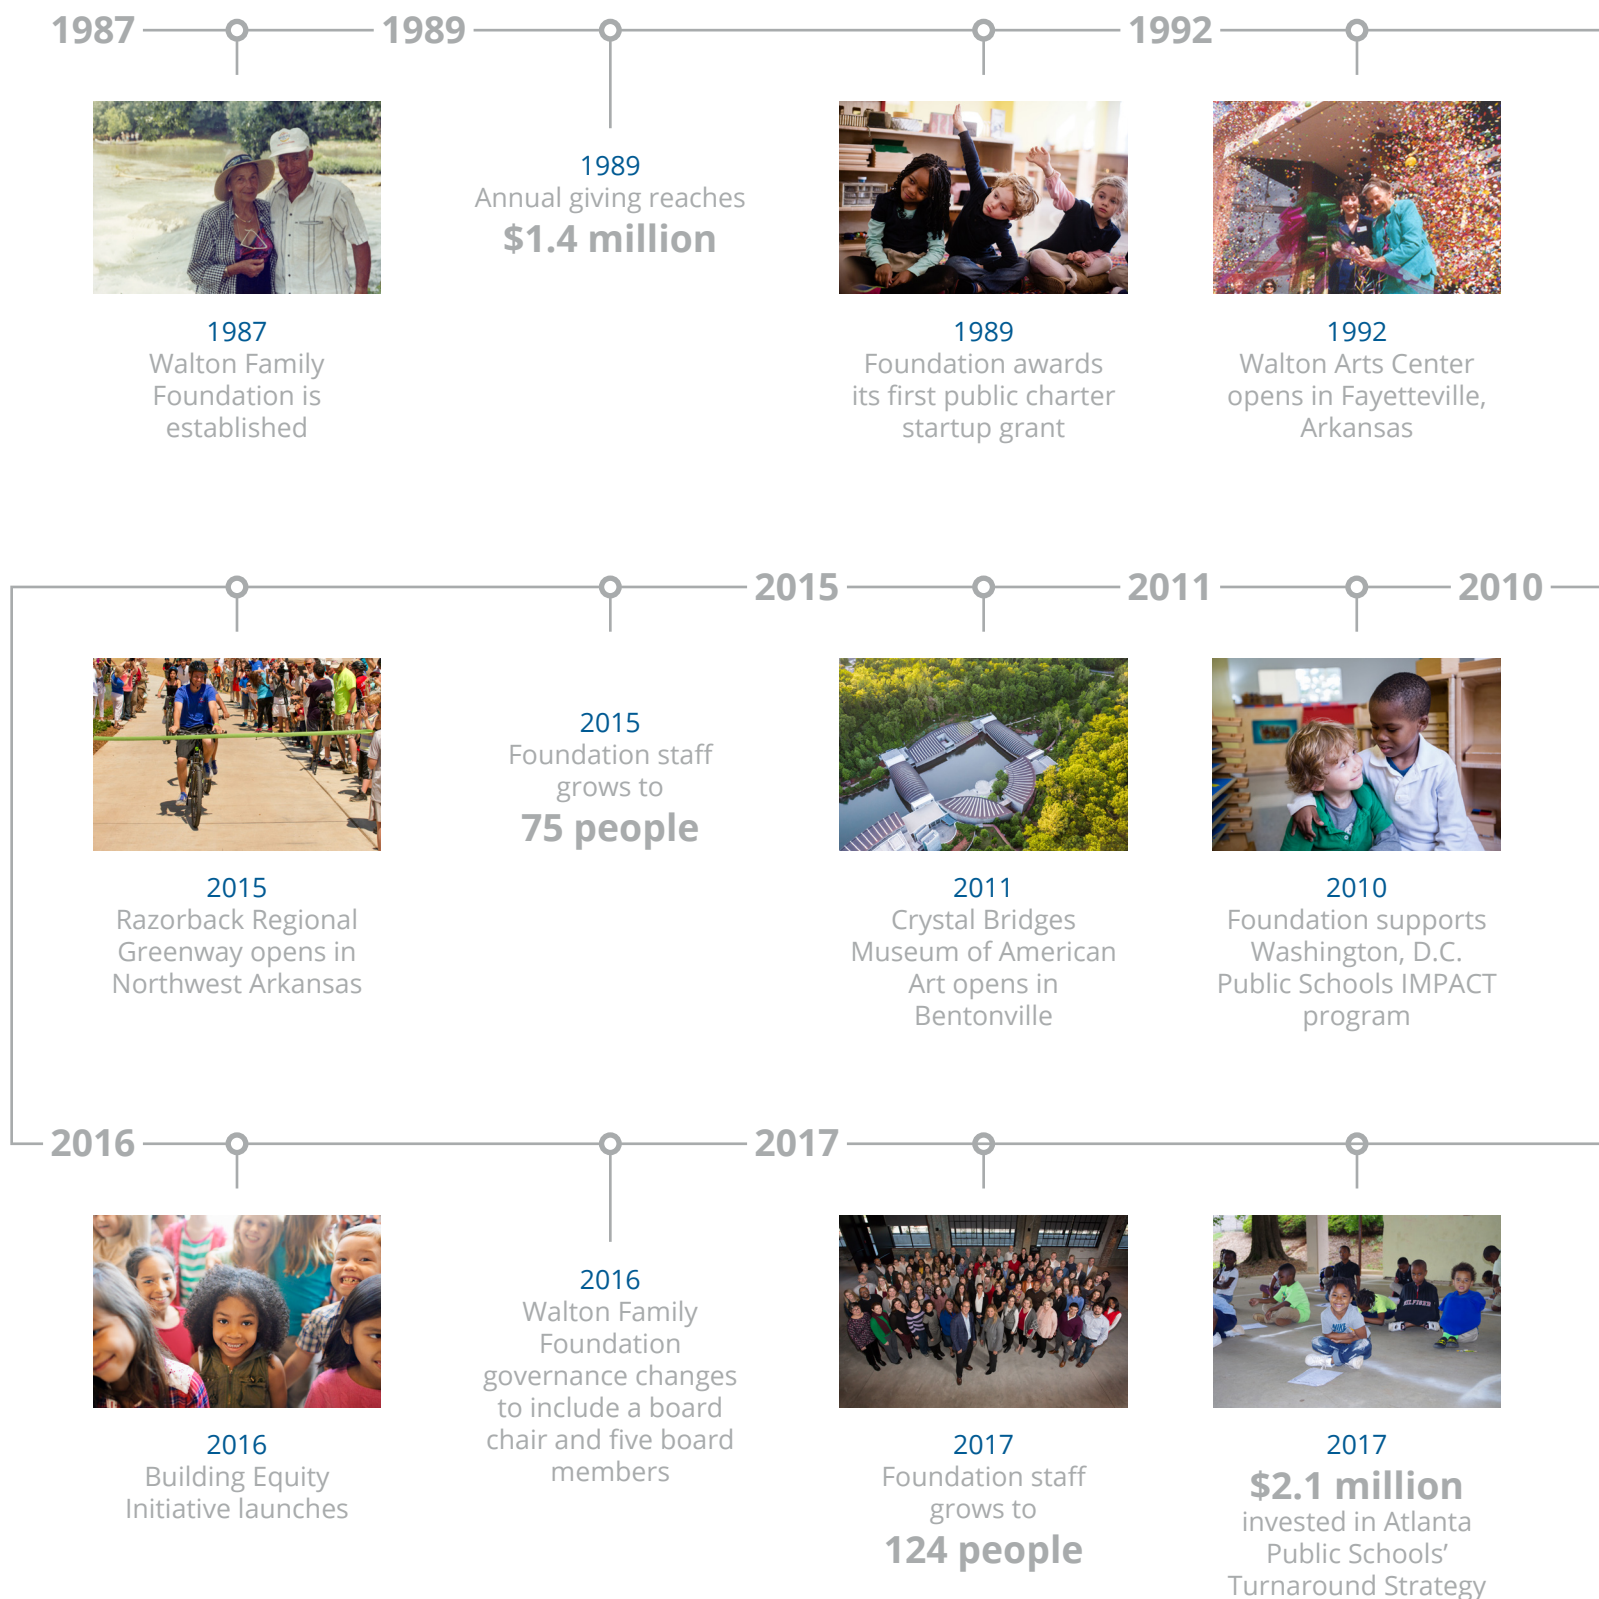 1987
1989
1992
1989
Annual giving reaches
$1.4 million
1987
Walton Family
Foundation is
established
1989
Foundation awards
its first public charter
startup grant
1992
Walton Arts Center
opens in Fayetteville,
Arkansas
2015
2011
2010
2015
Razorback Regional
Greenway opens in
Northwest Arkansas
2015
Foundation staff
grows to
75 people
2011
Crystal Bridges
Museum of American
Art opens in
Bentonville
2010
Foundation supports
Washington, D.C.
Public Schools IMPACT
program
2016
2017
2016
Building Equity
Initiative launches
2016
Walton Family
Foundation
governance changes
to include a board
chair and five board
members
2017
Foundation staff
grows to
124 people
2017
$2.1 million
invested in Atlanta
Public Schools’
Turnaround Strategy